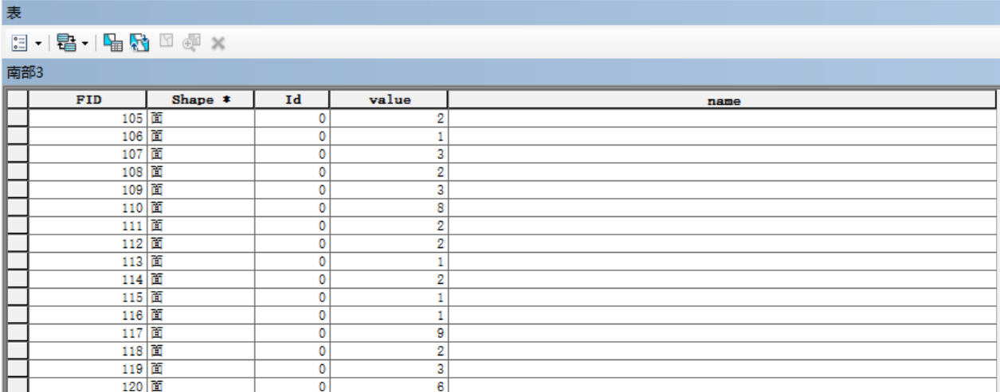 表
南部3
FID Shape * Id value name
105 面 0 2
106 面 0 1
107 面 0 3
108 面 0 2
109 面 0 3
110 面 0 8
111 面 0 2
112 面 0 2
113 面 0 1
114 面 0 2
115 面 0 1
116 面 0 1
117 面 0 9
118 面 0 2
119 面 0 3
120 面 0 6